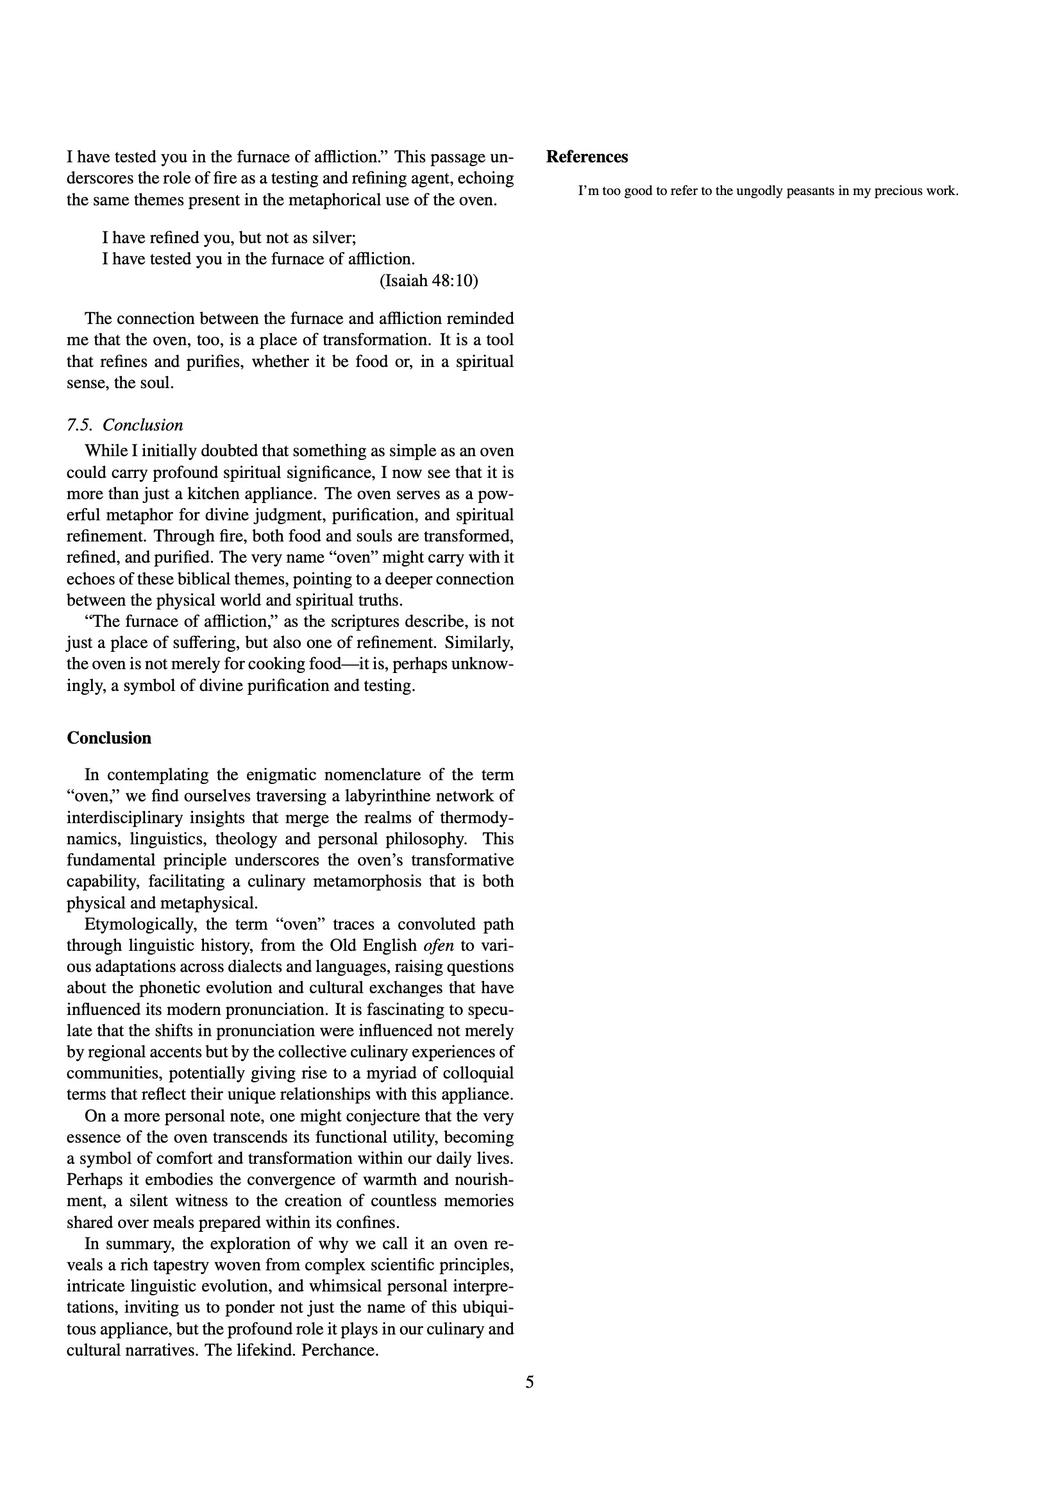 I have tested you in the furnace of affliction.” This passage un-
derscores the role of fire as a testing and refining agent, echoing
the same themes present in the metaphorical use of the oven.
I have refined you, but not as silver;
I have tested you in the furnace of affliction.
(Isaiah 48:10)
The connection between the furnace and affliction reminded
me that the oven, too, is a place of transformation. It is a tool
that refines and purifies, whether it be food or, in a spiritual
sense, the soul.
7.5. Conclusion
While I initially doubted that something as simple as an oven
could carry profound spiritual significance, I now see that it is
more than just a kitchen appliance. The oven serves as a pow-
erful metaphor for divine judgment, purification, and spiritual
refinement. Through fire, both food and souls are transformed,
refined, and purified. The very name “oven” might carry with it
echoes of these biblical themes, pointing to a deeper connection
between the physical world and spiritual truths.
“The furnace of affliction,” as the scriptures describe, is not
just a place of suffering, but also one of refinement. Similarly,
the oven is not merely for cooking food—it is, perhaps unknow-
ingly, a symbol of divine purification and testing.
Conclusion
In contemplating the enigmatic nomenclature of the term
“oven,” we find ourselves traversing a labyrinthine network of
interdisciplinary insights that merge the realms of thermody-
namics, linguistics, theology and personal philosophy. This
fundamental principle underscores the oven’s transformative
capability, facilitating a culinary metamorphosis that is both
physical and metaphysical.
Etymologically, the term “oven” traces a convoluted path
through linguistic history, from the Old English ofen to vari-
ous adaptations across dialects and languages, raising questions
about the phonetic evolution and cultural exchanges that have
influenced its modern pronunciation. It is fascinating to specu-
late that the shifts in pronunciation were influenced not merely
by regional accents but by the collective culinary experiences of
communities, potentially giving rise to a myriad of colloquial
terms that reflect their unique relationships with this appliance.
On a more personal note, one might conjecture that the very
essence of the oven transcends its functional utility, becoming
a symbol of comfort and transformation within our daily lives.
Perhaps it embodies the convergence of warmth and nourish-
ment, a silent witness to the creation of countless memories
shared over meals prepared within its confines.
In summary, the exploration of why we call it an oven re-
veals a rich tapestry woven from complex scientific principles,
intricate linguistic evolution, and whimsical personal interpre-
tations, inviting us to ponder not just the name of this ubiqui-
tous appliance, but the profound role it plays in our culinary and
cultural narratives. The lifekind. Perchance.
References
I’m too good to refer to the ungodly peasants in my precious work.
5